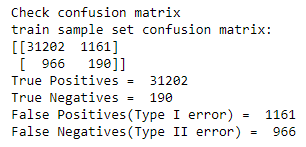 Check confusion matrix
train sample set confusion matrix:
[[31202  1161]
 [  966   190]]
True Positives =  31202
True Negatives =  190
False Positives(Type I error) =  1161
False Negatives(Type II error) =  966